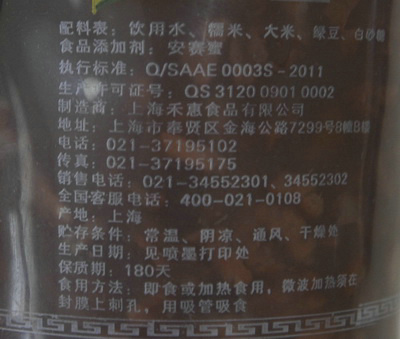 配料表：饮用水、糯米、大米、绿豆、白砂糖
食品添加剂：安赛蜜
执行标准：Q/SAAE 0003S-2011
生产许可证号：QS 3120 0901 0002
制造商：上海禾惠食品有限公司
地址：上海市奉贤区金海公路7299号8幢B楼
电话：021-37195102
传真：021-37195175
销售电话：021-34552301、34552302
全国客服电话：400-021-0108
产地：上海
贮存条件：常温、阴凉、通风、干燥处
生产日期：见喷墨打印处
保质期：180天
食用方法：即食或加热食用，微波加热须在
封膜上刺孔，用吸管吸食